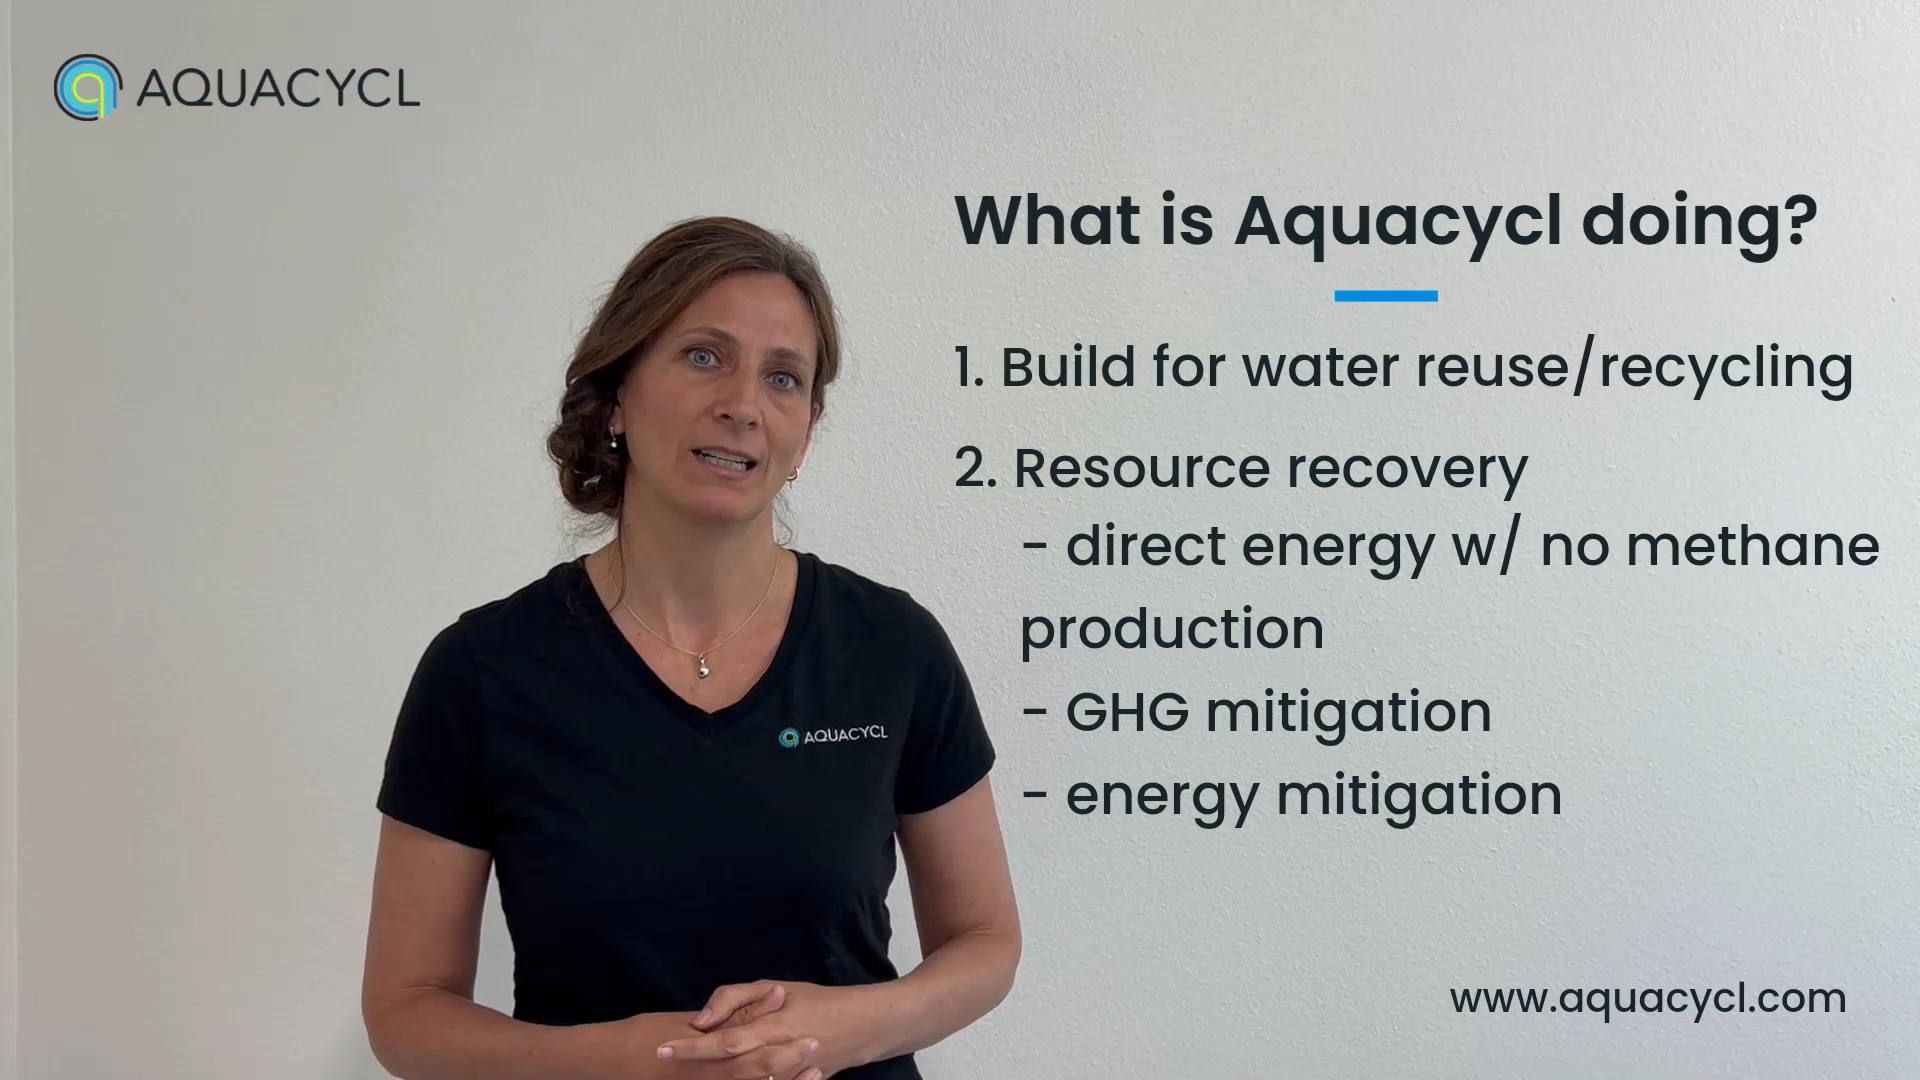 AQUACYCL
What is Aquacycl doing?
1. Build for water reuse/recycling
2. Resource recovery
- direct energy w/ no methane
production
- GHG mitigation
- energy mitigation
AQUACYCL
www.aquacycl.com